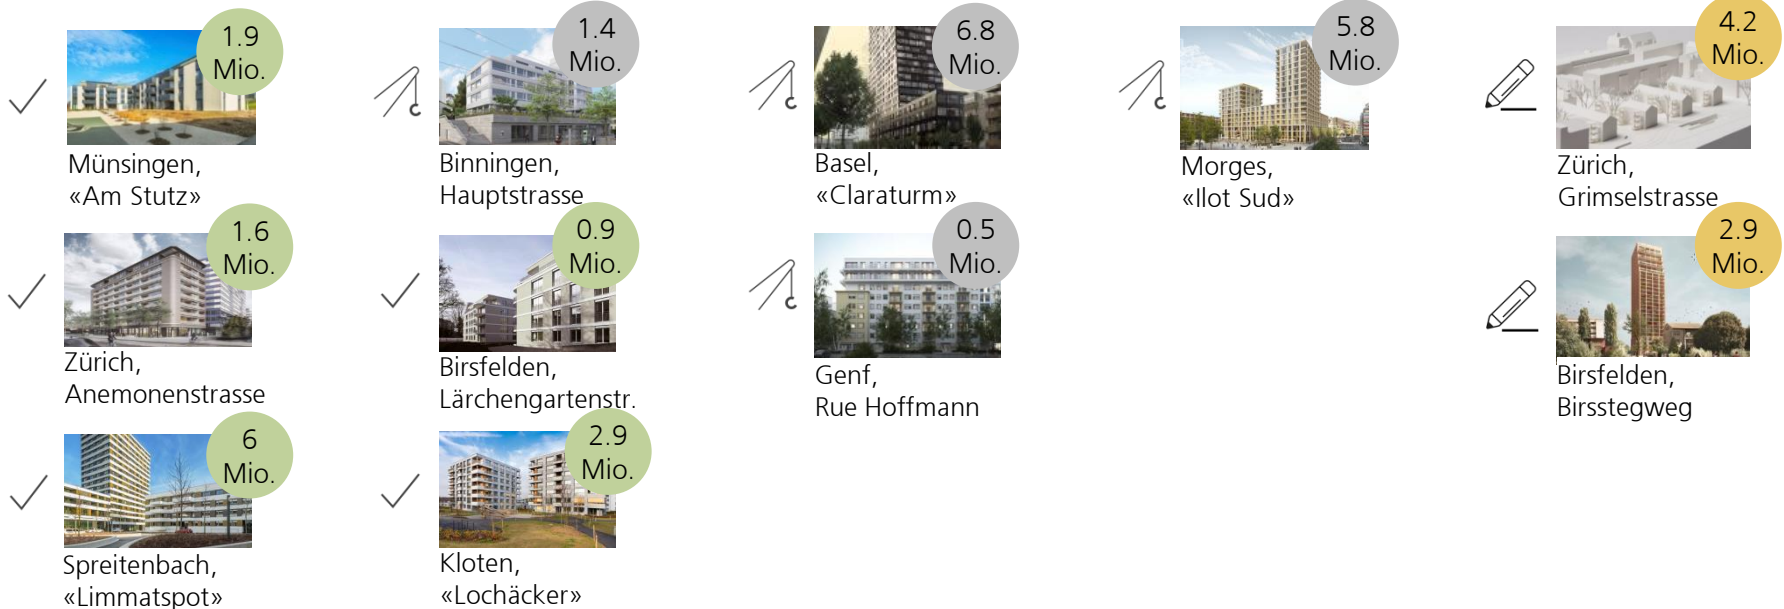 1.9
Mio.
Münsingen,
«Am Stutz»
1.6
Mio.
Zürich,
Anemonenstrasse
6
Mio.
Spreitenbach,
«Limmatspot»
1.4
Mio.
Binningen,
Hauptstrasse
0.9
Mio.
Birsfelden,
Lärchengartenstr.
2.9
Mio.
Kloten,
«Lochäcker»
6.8
Mio.
Basel,
«Claraturm»
0.5
Mio.
Genf,
Rue Hoffmann
5.8
Mio.
Morges,
«Ilot Sud»
4.2
Mio.
Zürich,
Grimselstrasse
2.9
Mio.
Birsfelden,
Birsstegweg